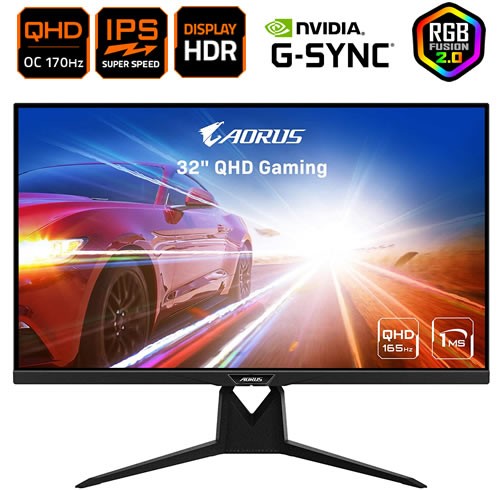 QHD
OC 170Hz
IPS
SUPER SPEED
DISPLAY
HDR
NVIDIA
G-SYNC
RGB
FUSION
2.0
AORUS
32" QHD Gaming
QHD
165Hz
1MS
AORUS